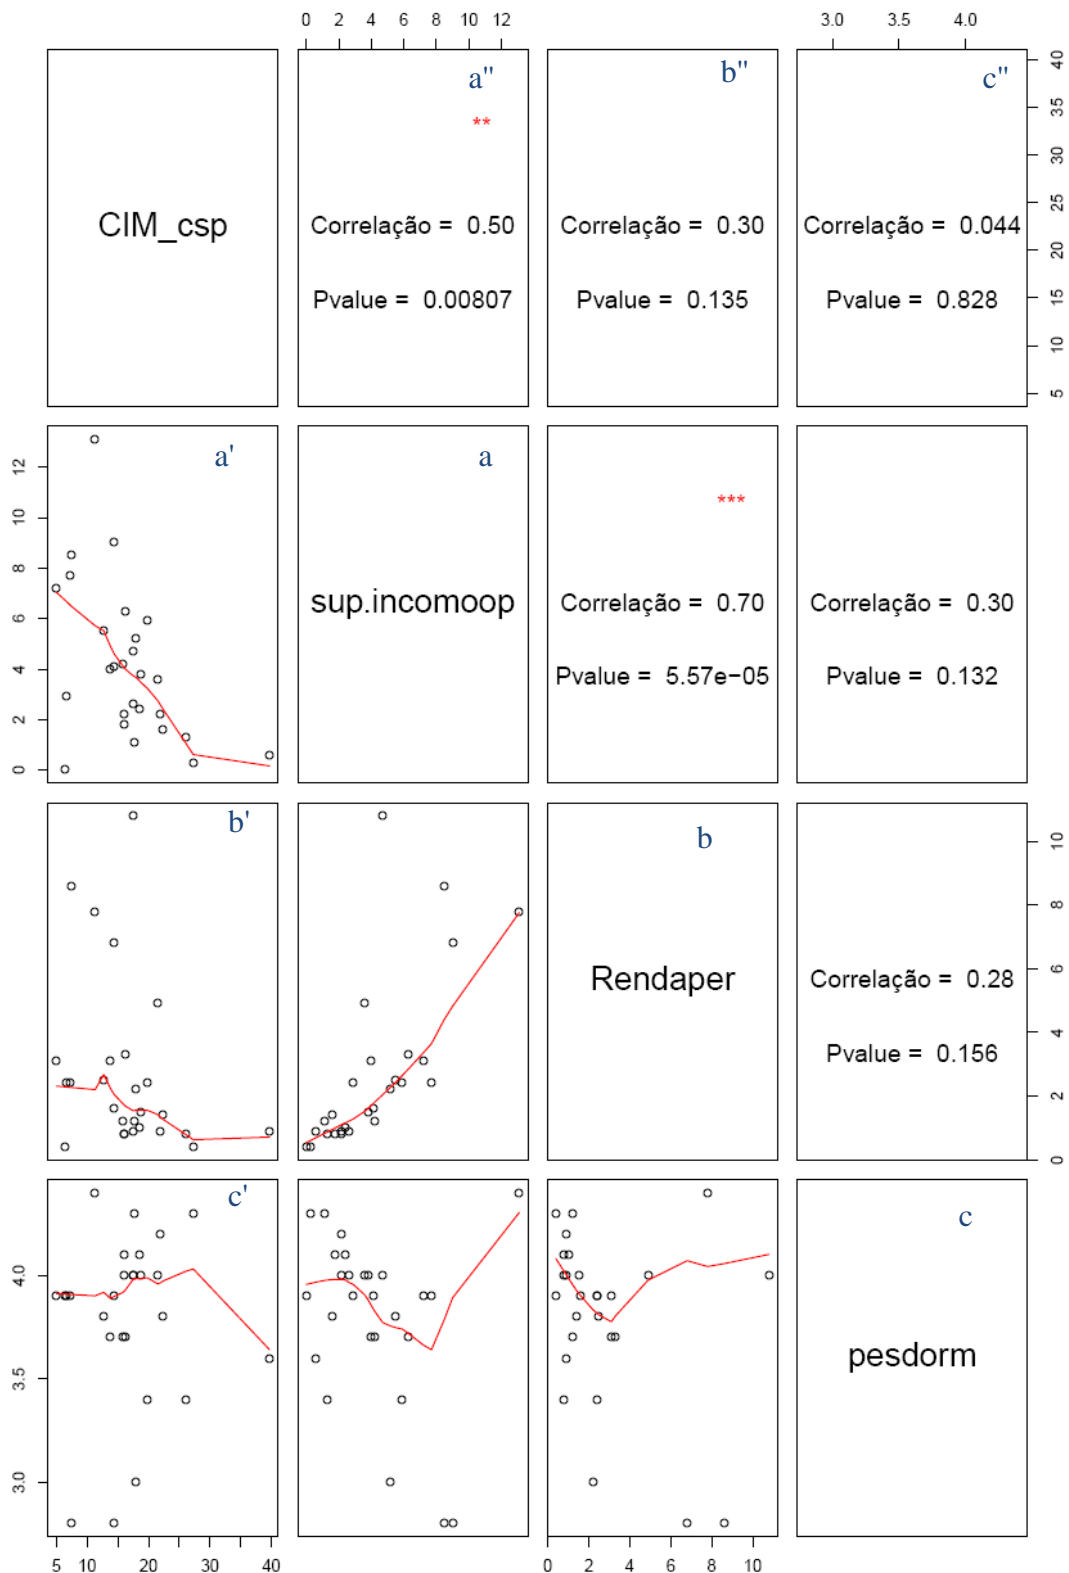 0 2 4 6 8 10 12
3.0 3.5 4.0
CIM_csp
a"
**
Correlação = 0.50
Pvalue = 0.00807
b"
Correlação = 0.30
Pvalue = 0.135
c"
Correlação = 0.044
Pvalue = 0.828
40
35
30
25
20
15
10
5
12
10
8
6
4
2
0
a'
a
sup.incomoop
***
Correlação = 0.70
Pvalue = 5.57e−05
Correlação = 0.30
Pvalue = 0.132
b'
b
Rendaper
Correlação = 0.28
Pvalue = 0.156
10
8
6
4
2
0
4.0
3.5
3.0
c'
c
pesdorm
5 10 20 30 40
0 2 4 6 8 10